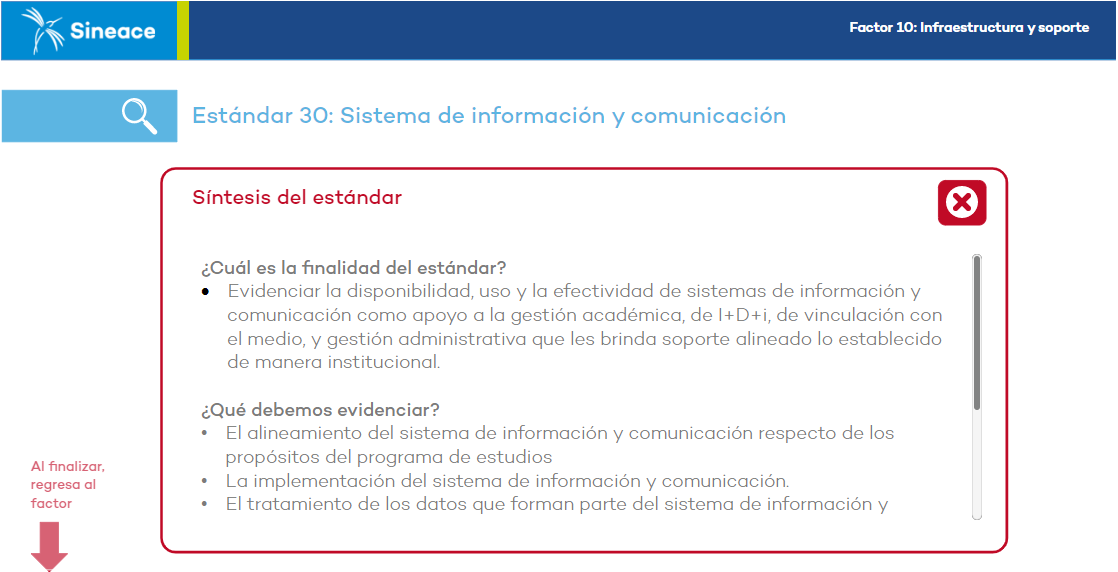 Sineace
Factor 10: Infraestructura y soporte
Estándar 30: Sistema de información y comunicación
Síntesis del estándar
¿Cuál es la finalidad del estándar?
• Evidenciar la disponibilidad, uso y la efectividad de sistemas de información y
comunicación como apoyo a la gestión académica, de I+D+i, de vinculación con
el medio, y gestión administrativa que les brinda soporte alineado lo establecido
de manera institucional.
¿Qué debemos evidenciar?
• El alineamiento del sistema de información y comunicación respecto de los
propósitos del programa de estudios
• La implementación del sistema de información y comunicación.
• El tratamiento de los datos que forman parte del sistema de información y
Al finalizar,
regresa al
factor